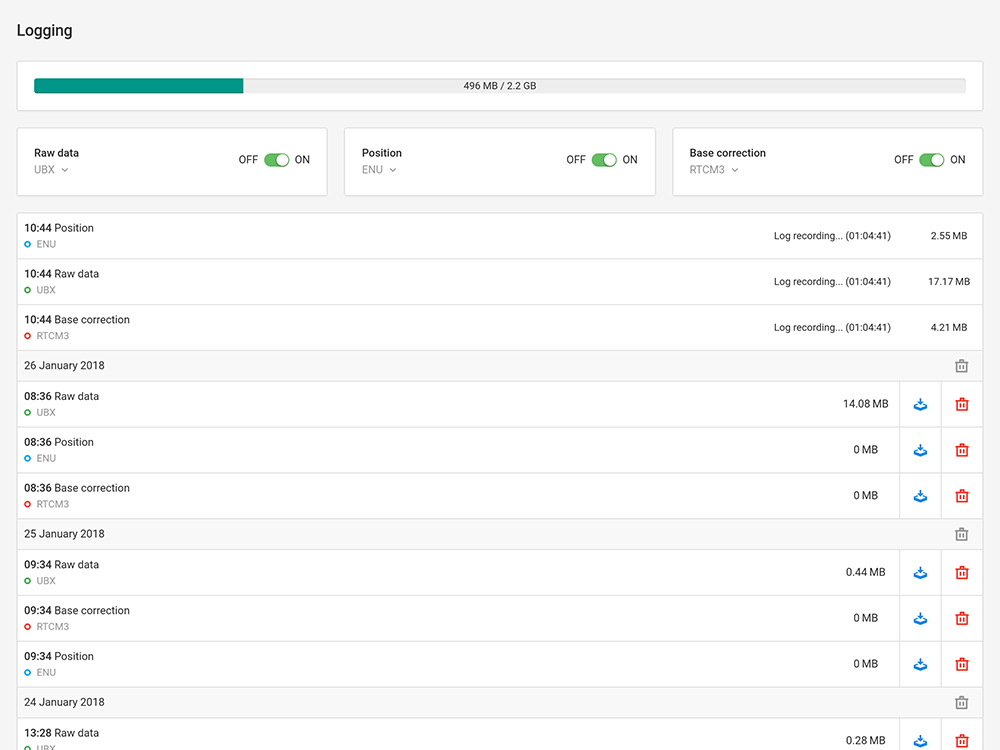 Logging
496 MB / 2.2 GB
Raw data
UBX
OFF ON
Position
ENU
OFF ON
Base correction
RTCM3
OFF ON
10:44 Position
ENU
Log recording... (01:04:41) 2.55 MB
10:44 Raw data
UBX
Log recording... (01:04:41) 17.17 MB
10:44 Base correction
RTCM3
Log recording... (01:04:41) 4.21 MB
26 January 2018
08:36 Raw data
UBX
14.08 MB
08:36 Position
ENU
0 MB
08:36 Base correction
RTCM3
0 MB
25 January 2018
09:34 Raw data
UBX
0.44 MB
09:34 Base correction
RTCM3
0 MB
09:34 Position
ENU
0 MB
24 January 2018
13:28 Raw data
UBX
0.28 MB